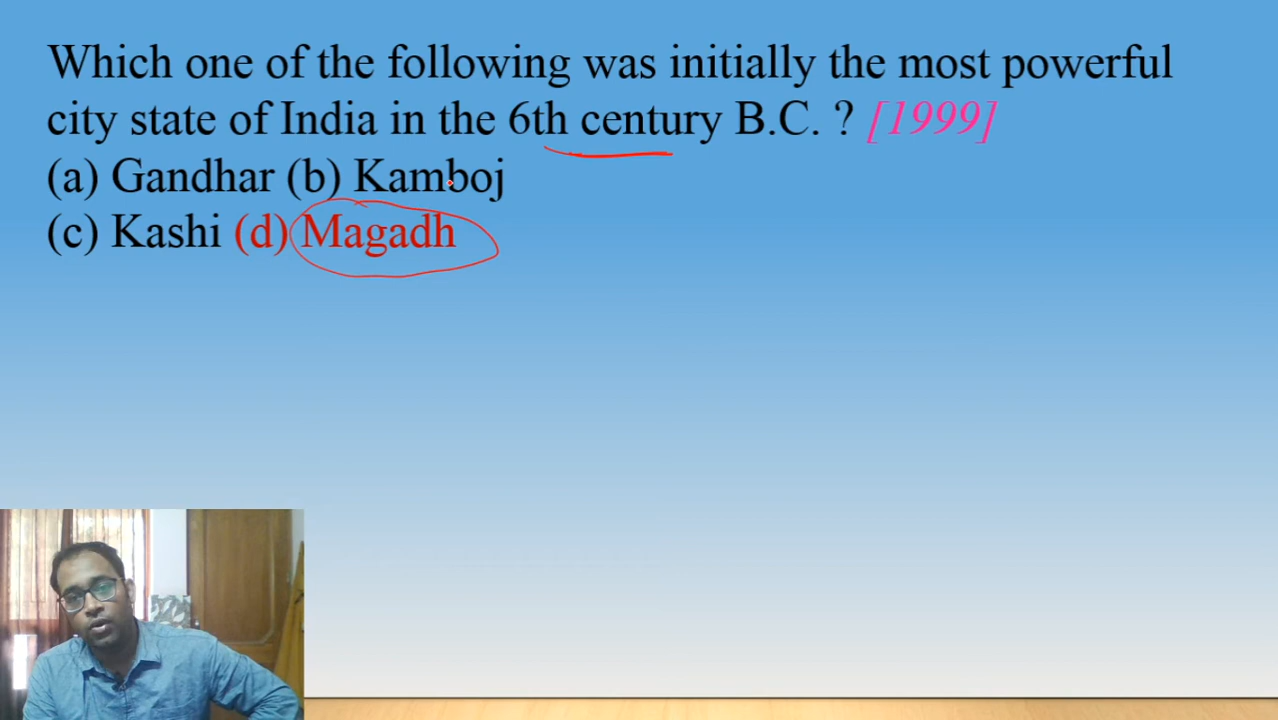 Which one of the following was initially the most powerful
city state of India in the 6th century B.C. ? [1999]
(a) Gandhar (b) Kamboj
(c) Kashi (d) Magadh